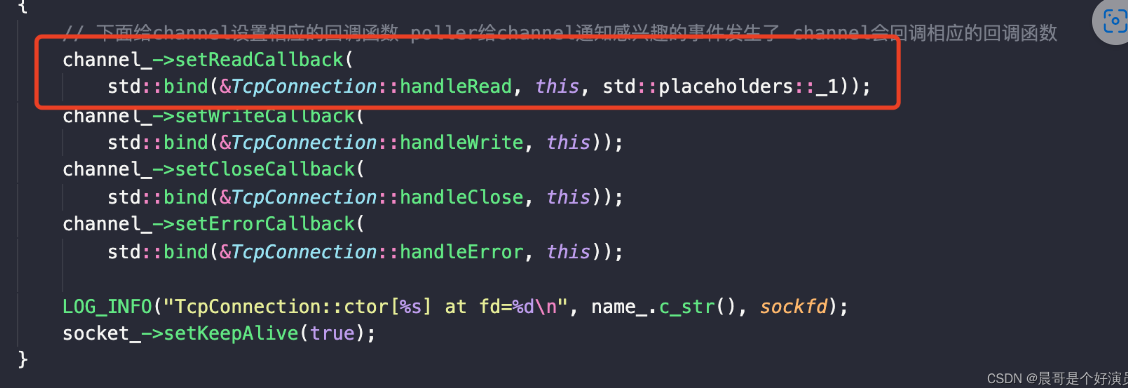 {
// 下面给channel设置相应的回调函数 poller给channel通知感兴趣的事件发生了 channel会回调相应的回调函数
channel_->setReadCallback(
std::bind(&TcpConnection::handleRead, this, std::placeholders::_1));
channel_->setWriteCallback(
std::bind(&TcpConnection::handleWrite, this));
channel_->setCloseCallback(
std::bind(&TcpConnection::handleClose, this));
channel_->setErrorCallback(
std::bind(&TcpConnection::handleError, this));
LOG_INFO("TcpConnection::ctor[%s] at fd=%d\n", name_.c_str(), sockfd);
socket_->setKeepAlive(true);
}
CSDN @晨哥是个好演员